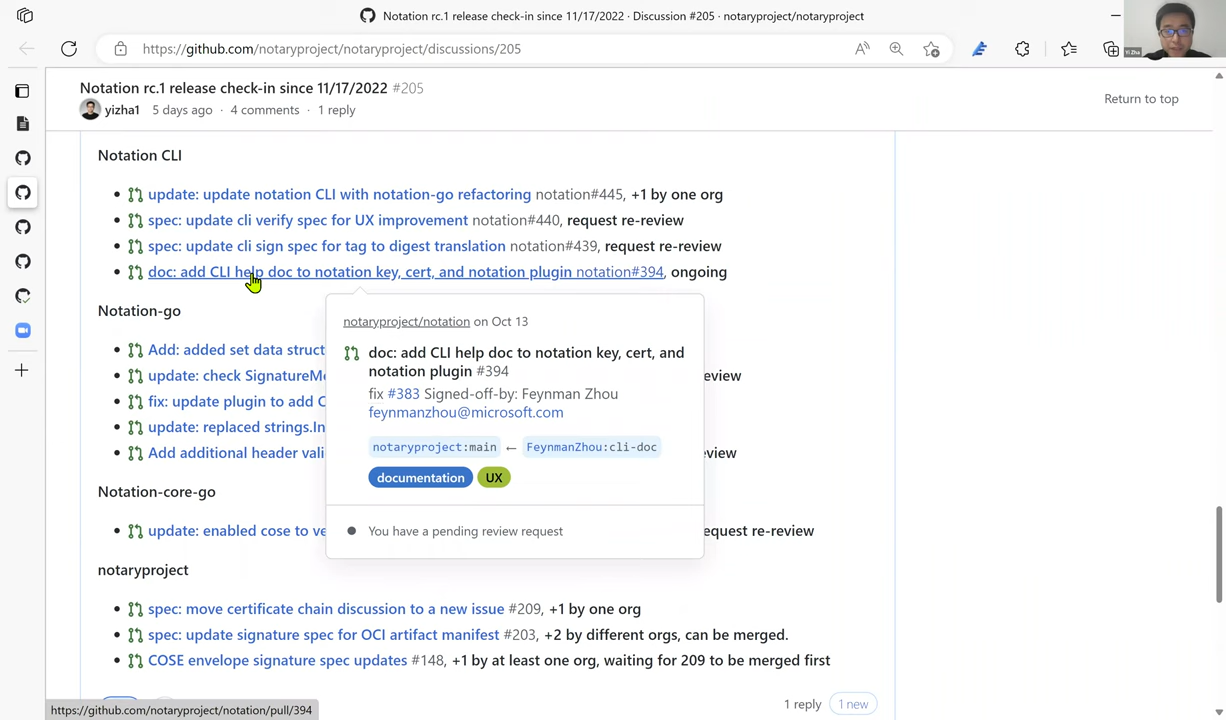 Notation rc.1 release check-in since 11/17/2022 · Discussion #205 · notaryproject/notaryproject
https://github.com/notaryproject/notaryproject/discussions/205
Yi Zha
Notation rc.1 release check-in since 11/17/2022 #205
yizha1 5 days ago · 4 comments · 1 reply
Return to top
Notation CLI
update: update notation CLI with notation-go refactoring notation#445, +1 by one org
spec: update cli verify spec for UX improvement notation#440, request re-review
spec: update cli sign spec for tag to digest translation notation#439, request re-review
doc: add CLI help doc to notation key, cert, and notation plugin notation#394, ongoing
Notation-go
Add: added set data struct
update: check SignatureMe
eview
fix: update plugin to add C
update: replaced strings.In
Add additional header vali
eview
notaryproject/notation on Oct 13
doc: add CLI help doc to notation key, cert, and
notation plugin #394
fix #383 Signed-off-by: Feynman Zhou
feynmanzhou@microsoft.com
notaryproject:main ← FeynmanZhou:cli-doc
documentation UX
You have a pending review request
Notation-core-go
update: enabled cose to ve
equest re-review
notaryproject
spec: move certificate chain discussion to a new issue #209, +1 by one org
spec: update signature spec for OCI artifact manifest #203, +2 by different orgs, can be merged.
COSE envelope signature spec updates #148, +1 by at least one org, waiting for 209 to be merged first
1 reply 1 new
https://github.com/notaryproject/notation/pull/394